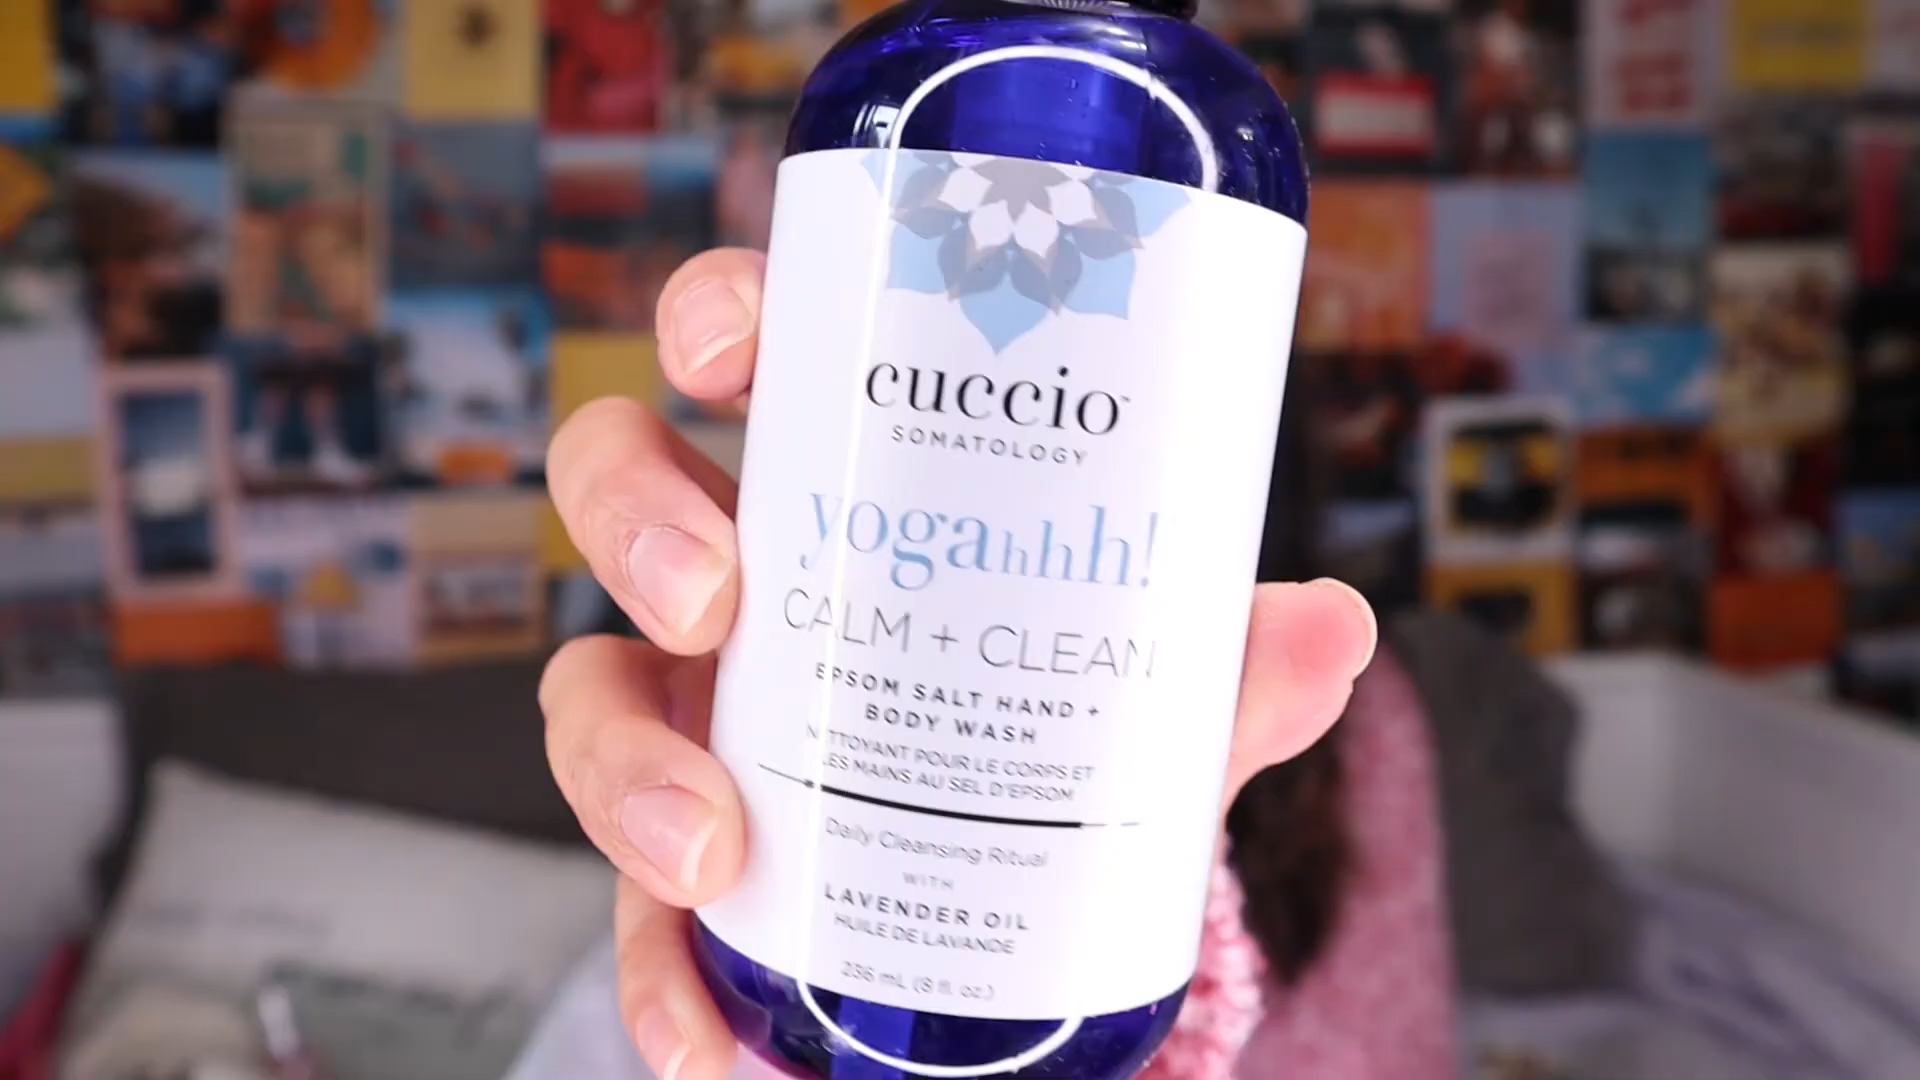 cuccio™
SOMATOLOGY
yogahhh!
CALM + CLEAN
EPSOM SALT HAND +
BODY WASH
NETTOYANT POUR LE CORPS ET
LES MAINS AU SEL D'EPSOM
Daily Cleansing Ritual
WITH
LAVENDER OIL
HUILE DE LAVANDE
236 mL (8 fl. oz.)